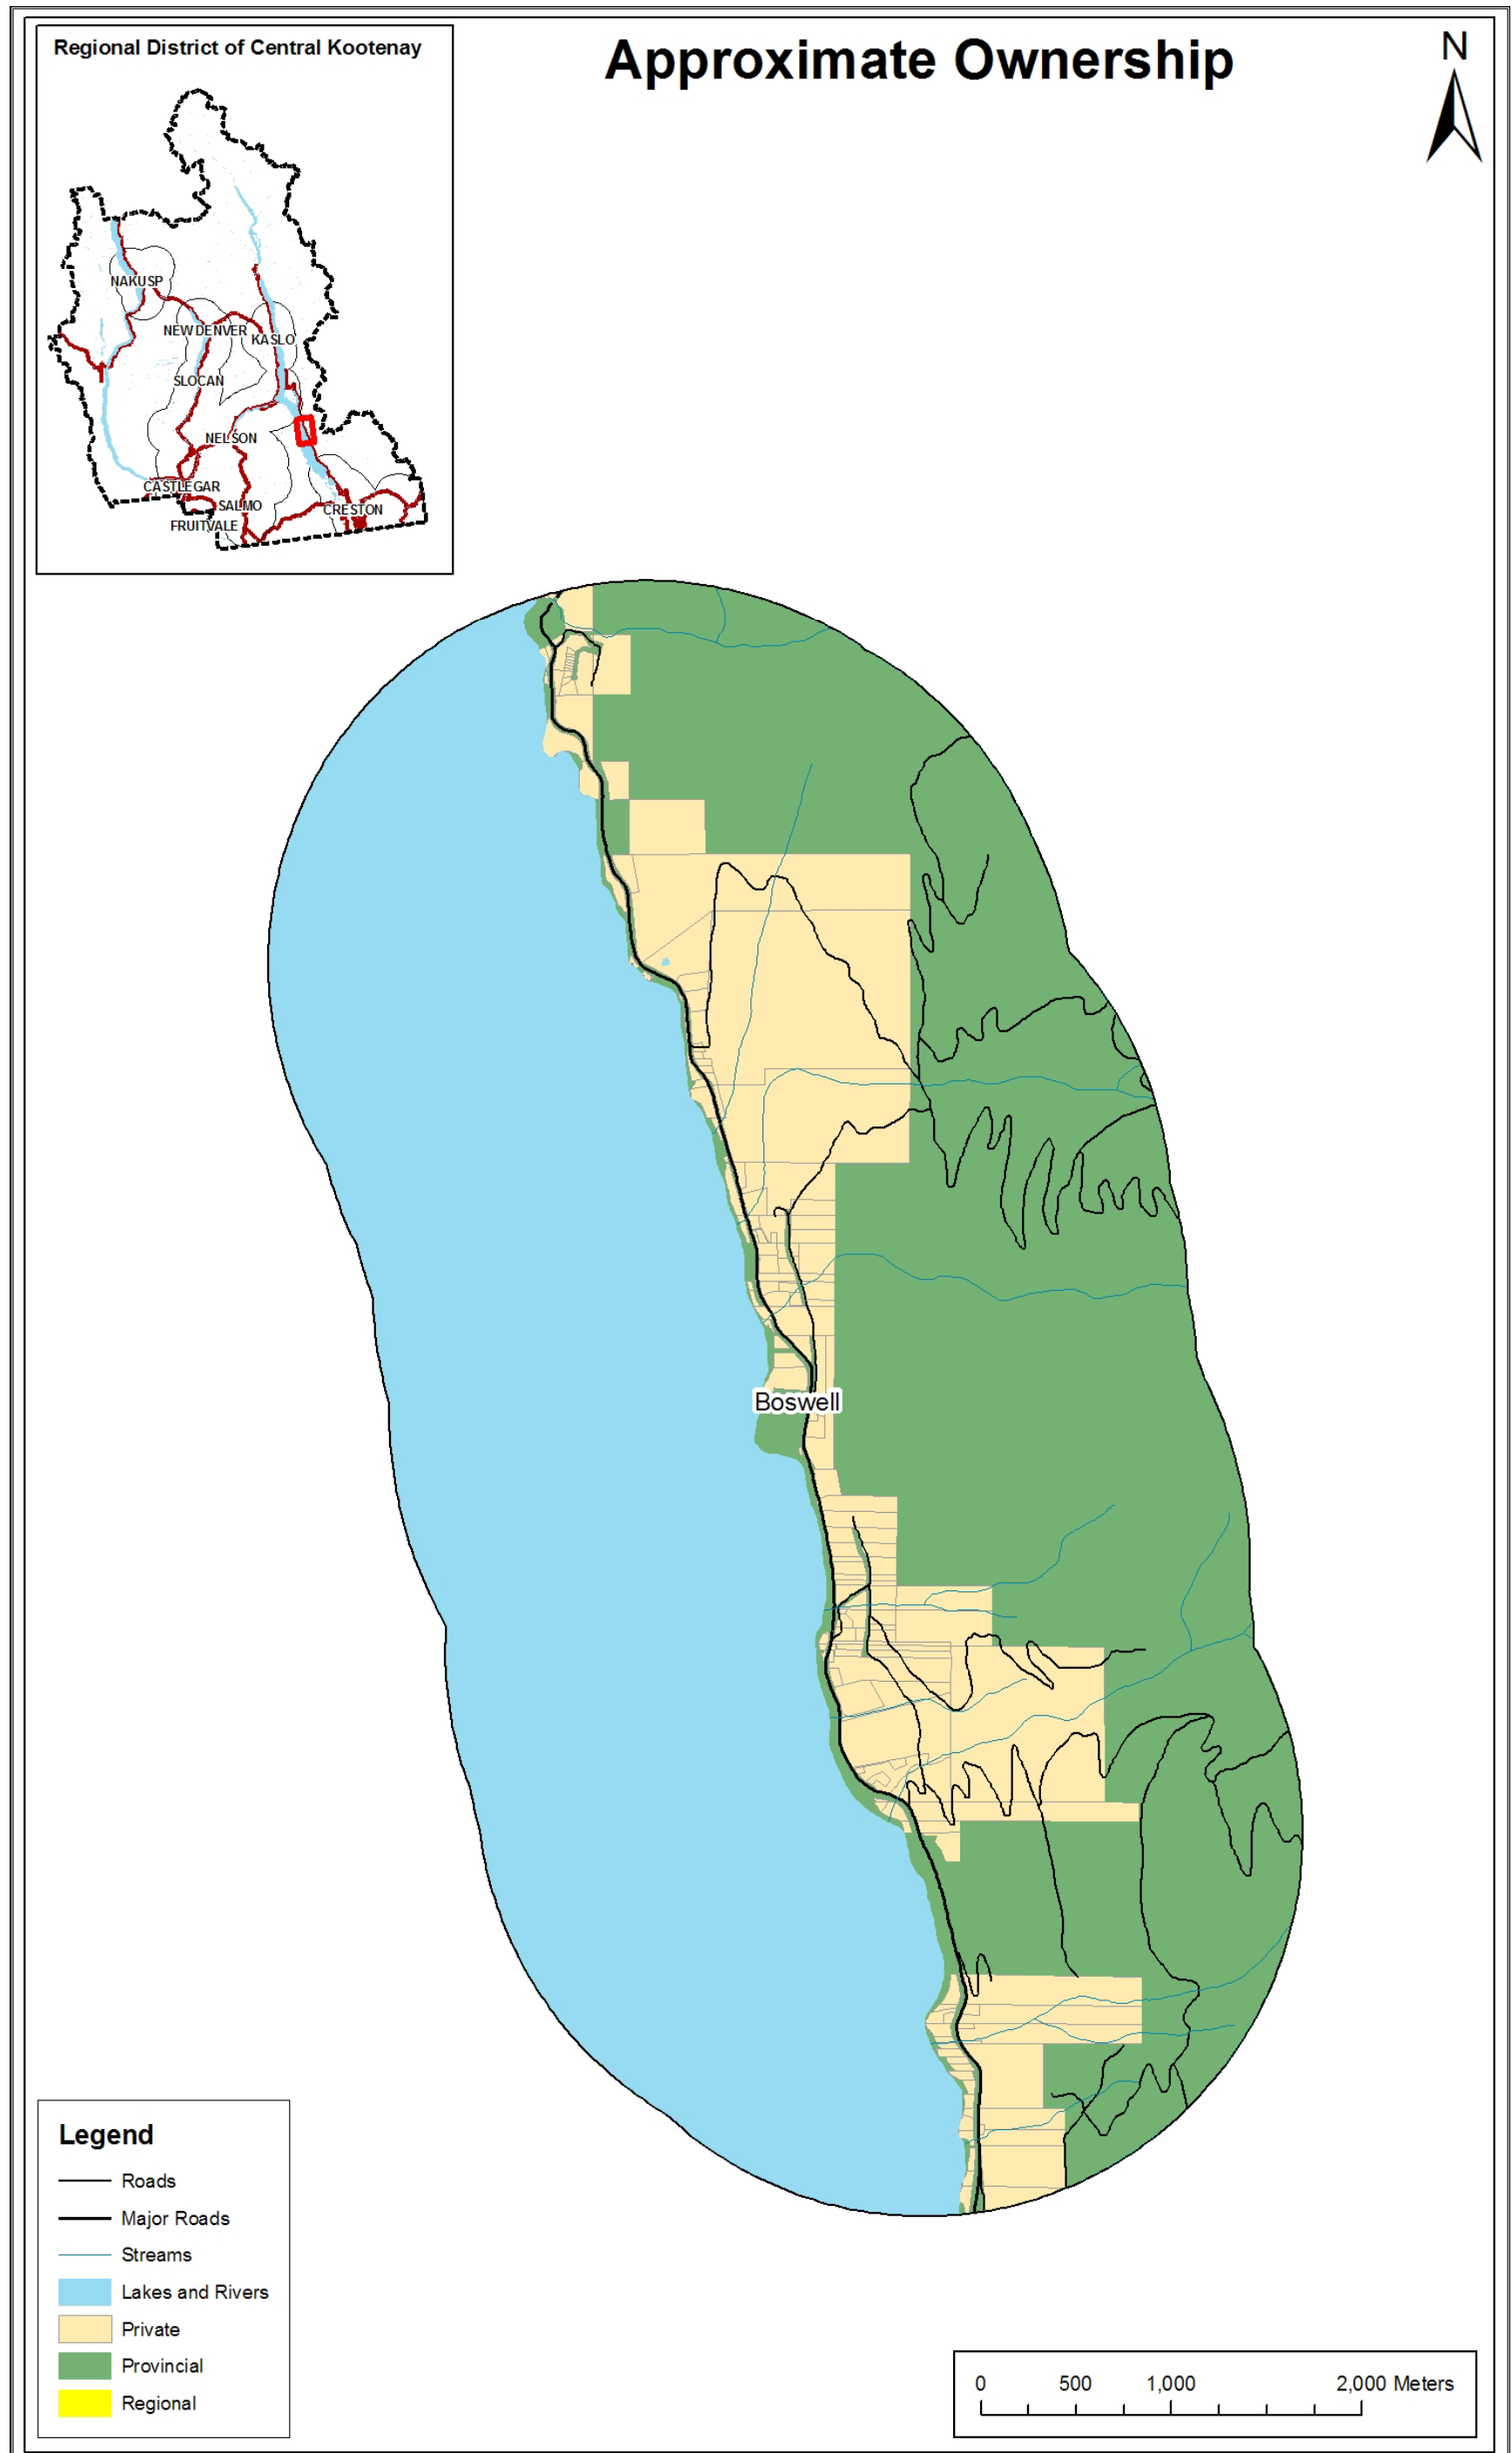 Regional District of Central Kootenay
Approximate Ownership
N
NAKUSP
NEW DENVER
KASLO
SLOCAN
NELSON
CASTLEGAR
SALMO
CRESTON
FRUITVALE
Boswell
Legend
Roads
Major Roads
Streams
Lakes and Rivers
Private
Provincial
Regional
0 500 1,000 2,000 Meters